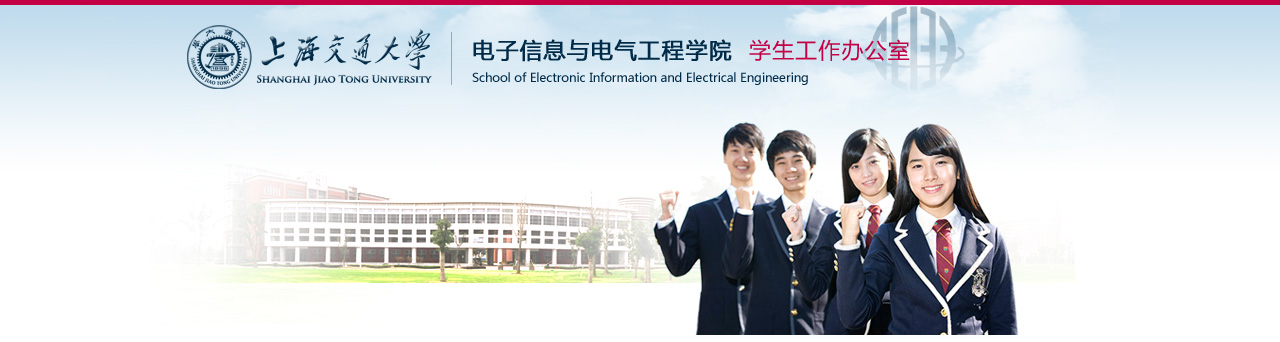 上海交通大学
SHANGHAI JIAO TONG UNIVERSITY
电子信息与电气工程学院 学生工作办公室
School of Electronic Information and Electrical Engineering